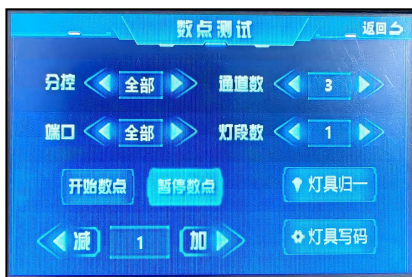 数点测试
返回
分控 全部 通道数 3
端口 全部 灯段数 1
开始数点 暂停数点 灯具归一
减 1 加 灯具写码